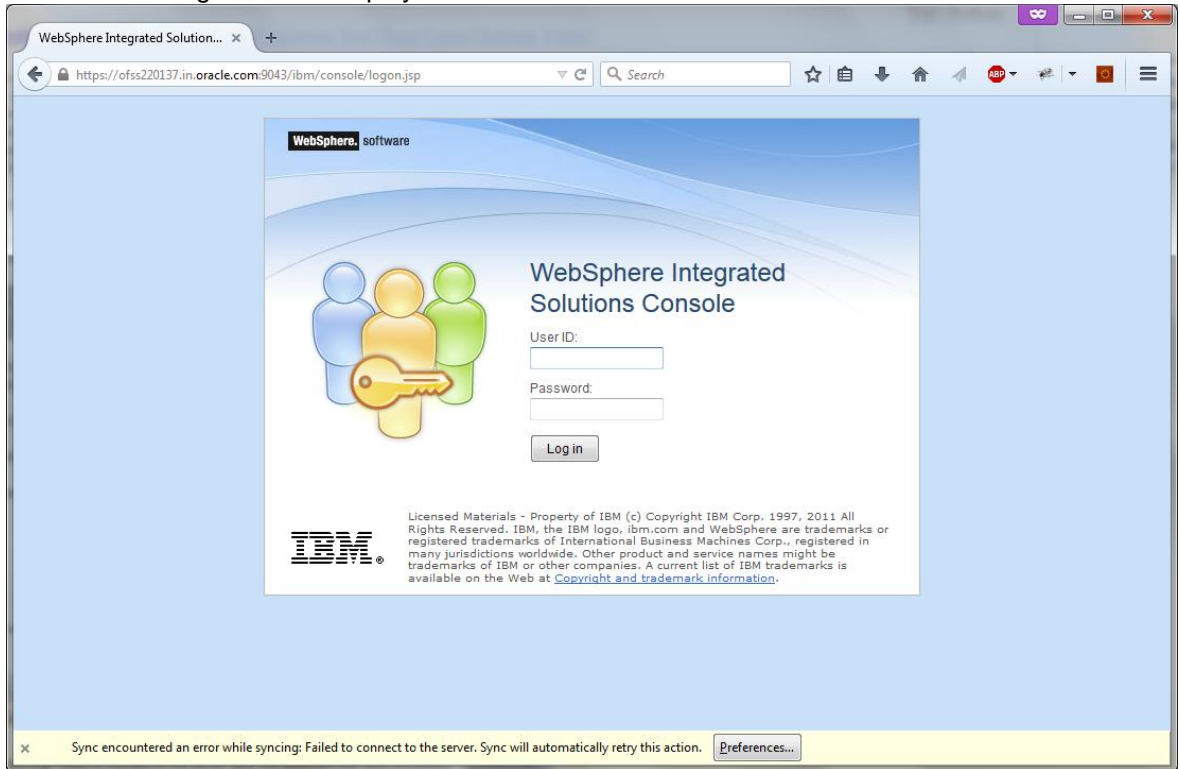 WebSphere Integrated Solution... × +
https://ofss220137.in.oracle.com:9043/ibm/console/logon.jsp
Search
ABP
WebSphere. software
WebSphere Integrated
Solutions Console
User ID:
Password:
Log in
IBM®
Licensed Materials - Property of IBM (c) Copyright IBM Corp. 1997, 2011 All
Rights Reserved. IBM, the IBM logo, ibm.com and WebSphere are trademarks or
registered trademarks of International Business Machines Corp., registered in
many jurisdictions worldwide. Other product and service names might be
trademarks of IBM or other companies. A current list of IBM trademarks is
available on the Web at Copyright and trademark information.
× Sync encountered an error while syncing: Failed to connect to the server. Sync will automatically retry this action. Preferences...